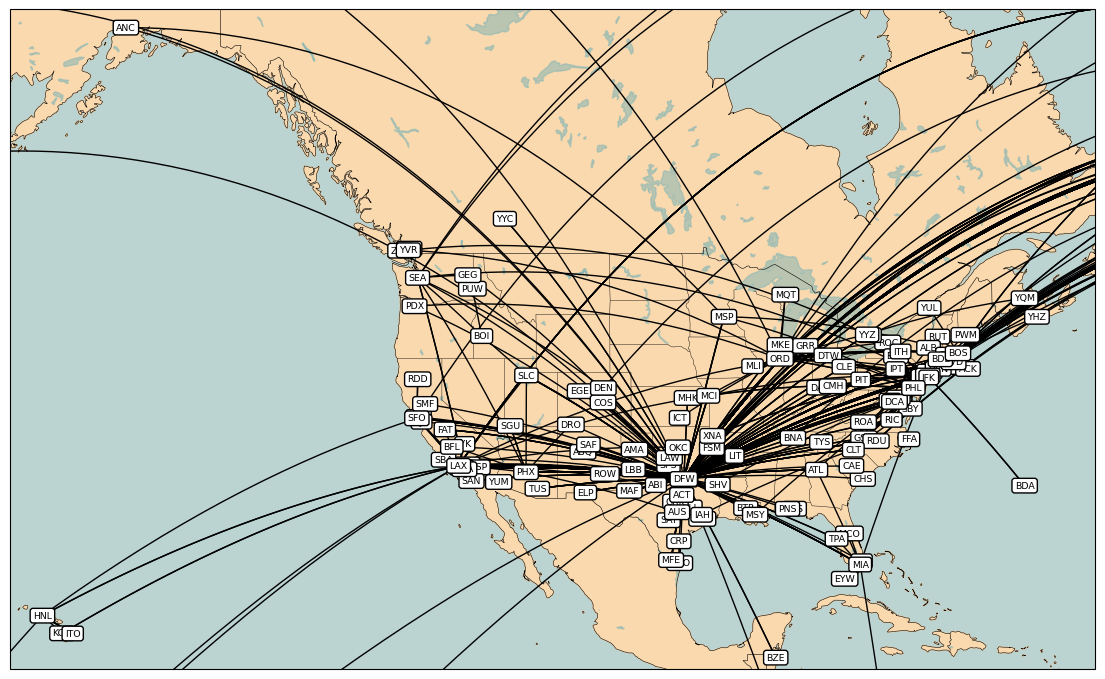 ANC
YYC
YVR
SEA
GEG
PUW
PDX
MQT
YQM
YUL
YHZ
MSP
BOI
YYZ
RUT
PWM
MKE
GRR
ITH
ALB
BOS
ORD
DTW
MLI
CLE
IPT
SLC
PIT
RDD
EGE
DEN
CMH
PHL
COS
MHK
MCI
DCA
SMF
SFO
ICT
RIC
ROA
SGU
DRO
FAT
XNA
BNA
TYS
RDU
FFA
BFL
SAF
AMA
OKC
FSM
CLT
LIT
LAW
LAX
PHX
LBB
ROW
ATL
CAE
CHS
SAN
YUM
TUS
ELP
MAF
ABI
DFW
SHV
BDA
ACT
AUS
IAH
MSY
PNS
CRP
TPA
MFE
MIA
EYW
HNL
ITO
BZE